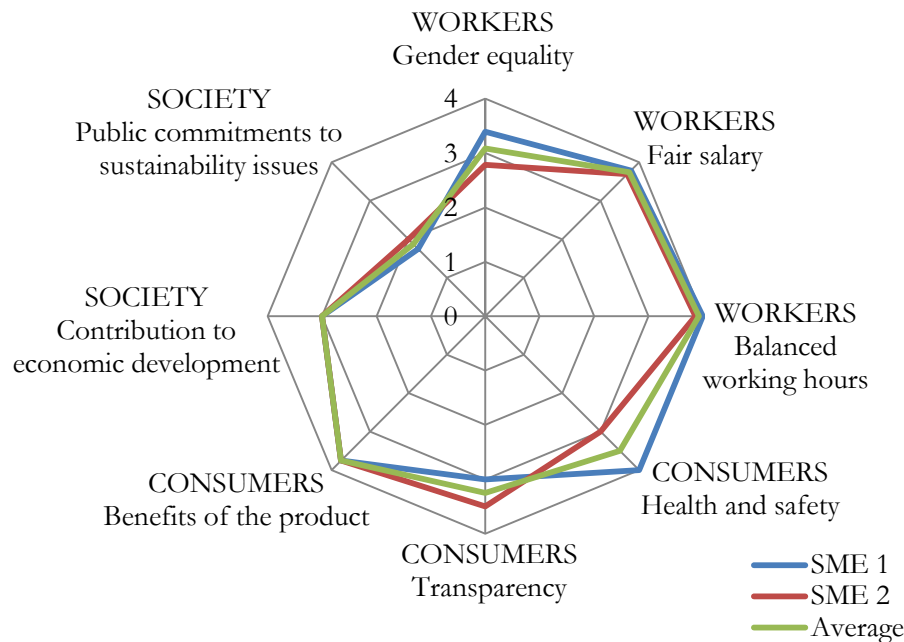 WORKERS
Gender equality
WORKERS
Fair salary
WORKERS
Balanced
working hours
CONSUMERS
Health and safety
CONSUMERS
Transparency
CONSUMERS
Benefits of the product
SOCIETY
Contribution to
economic development
SOCIETY
Public commitments to
sustainability issues
4
3
2
1
0
SME 1
SME 2
Average